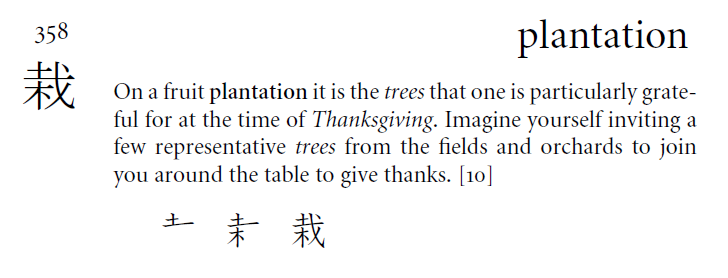 358
plantation
栽
On a fruit plantation it is the trees that one is particularly grate-
ful for at the time of Thanksgiving. Imagine yourself inviting a
few representative trees from the fields and orchards to join
you around the table to give thanks. [10]
栽